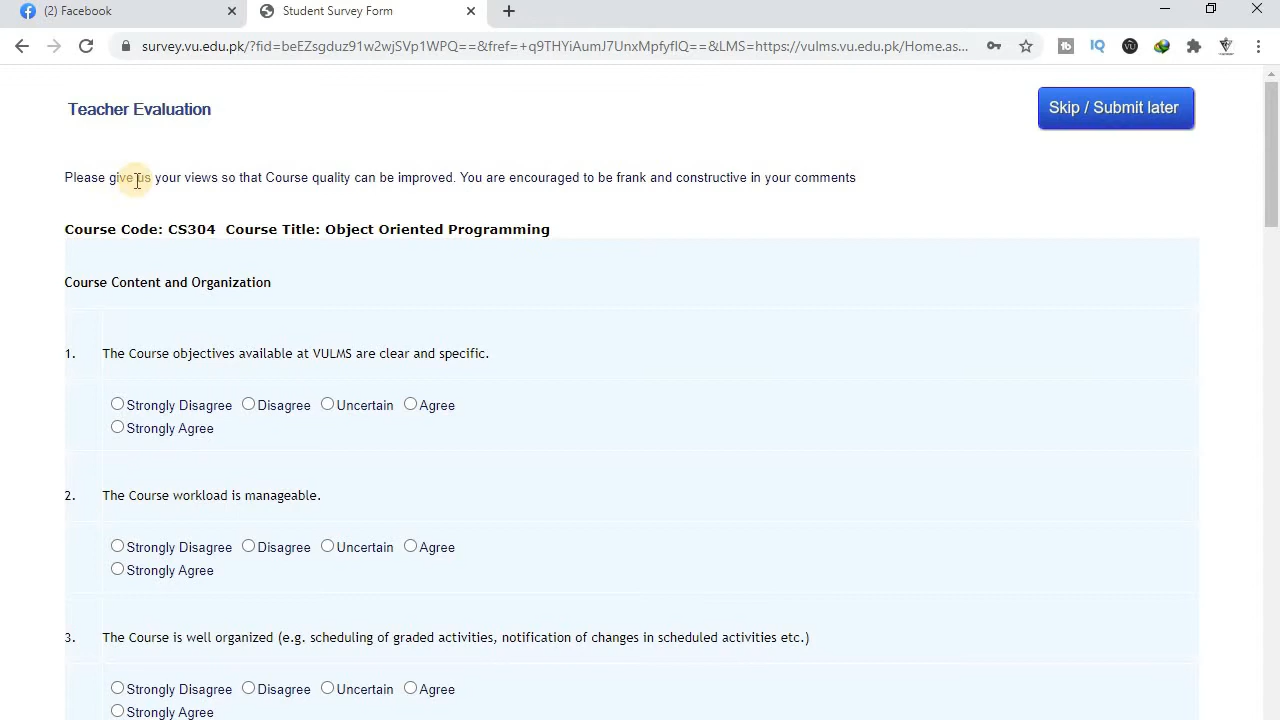 (2) Facebook
Student Survey Form
survey.vu.edu.pk/?fid=beEZsgduz91w2wjSVp1WPQ==&fref=+q9THYiAumJ7UnxMpfyflQ==&LMS=https://vulms.vu.edu.pk/Home.as...
IQ
VU
Teacher Evaluation
Skip / Submit later
Please give us your views so that Course quality can be improved. You are encouraged to be frank and constructive in your comments
Course Code: CS304 Course Title: Object Oriented Programming
Course Content and Organization
1. The Course objectives available at VULMS are clear and specific.
Strongly Disagree Disagree Uncertain Agree
Strongly Agree
2. The Course workload is manageable.
Strongly Disagree Disagree Uncertain Agree
Strongly Agree
3. The Course is well organized (e.g. scheduling of graded activities, notification of changes in scheduled activities etc.)
Strongly Disagree Disagree Uncertain Agree
Strongly Agree